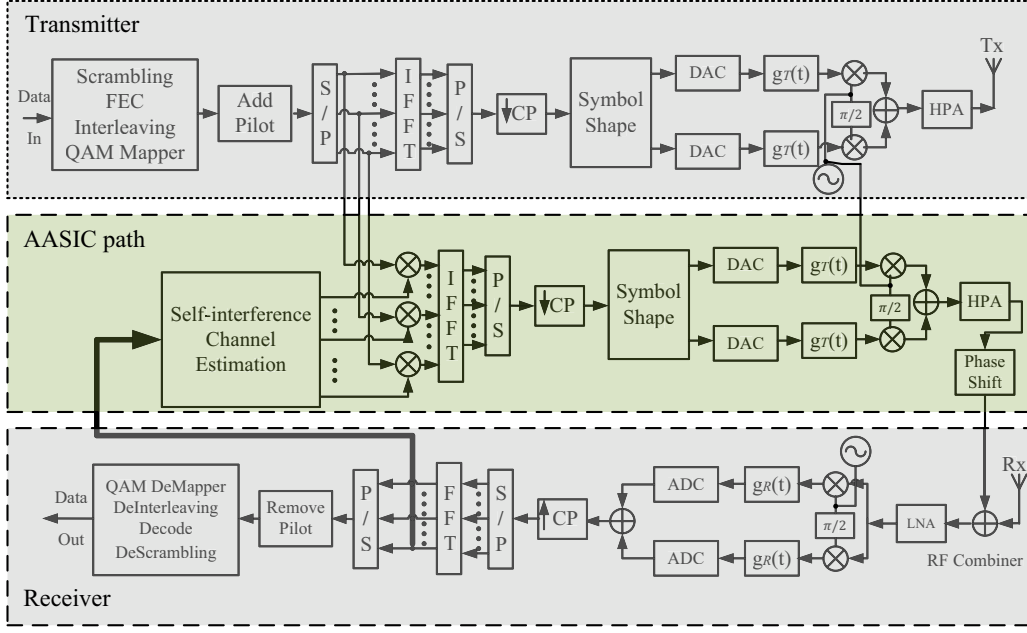 Transmitter
Data
In
Scrambling
FEC
Interleaving
QAM Mapper
Add
Pilot
S
/
P
I
F
F
T
P
/
S
CP
Symbol
Shape
DAC
gT(t)
DAC
gT(t)
π/2
HPA
Tx
AASIC path
Self-interference
Channel
Estimation
I
F
F
T
P
/
S
CP
Symbol
Shape
DAC
gT(t)
DAC
gT(t)
π/2
HPA
Phase
Shift
Receiver
Data
Out
QAM DeMapper
DeInterleaving
Decode
DeScrambling
Remove
Pilot
P
/
S
F
F
T
S
/
P
CP
ADC
gR(t)
ADC
gR(t)
π/2
LNA
RF Combiner
Rx